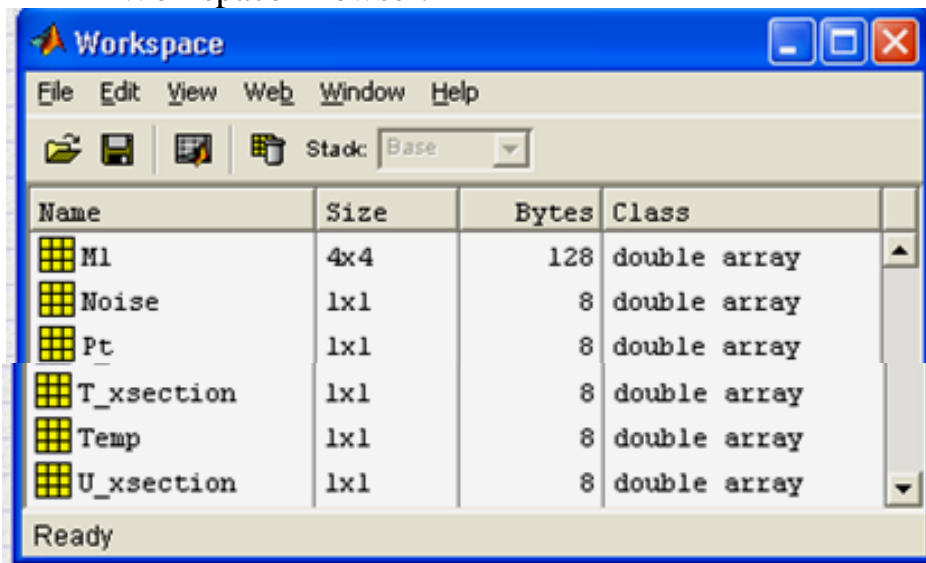 Workspace Browser.
Workspace
File Edit View Web Window Help
Stack: Base
Name Size Bytes Class
M1 4x4 128 double array
Noise 1x1 8 double array
Pt 1x1 8 double array
T_xsection 1x1 8 double array
Temp 1x1 8 double array
U_xsection 1x1 8 double array
Ready